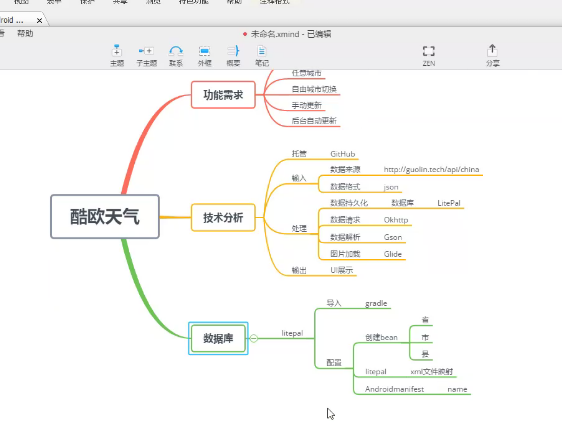 帮助
未命名.xmind - 已编辑
主题
子主题
联系
外框
概要
笔记
ZEN
分享
任意城市
自由城市切换
手动更新
后台自动更新
功能需求
酷欧天气
技术分析
托管 GitHub
输入
数据来源 http://guolin.tech/api/china
数据格式 json
处理
数据持久化 数据库 LitePal
数据请求 Okhttp
数据解析 Gson
图片加载 Glide
输出 UI展示
数据库
litepal
导入 gradle
配置
创建bean
省
市
县
litepal xml文件映射
Androidmanifest name